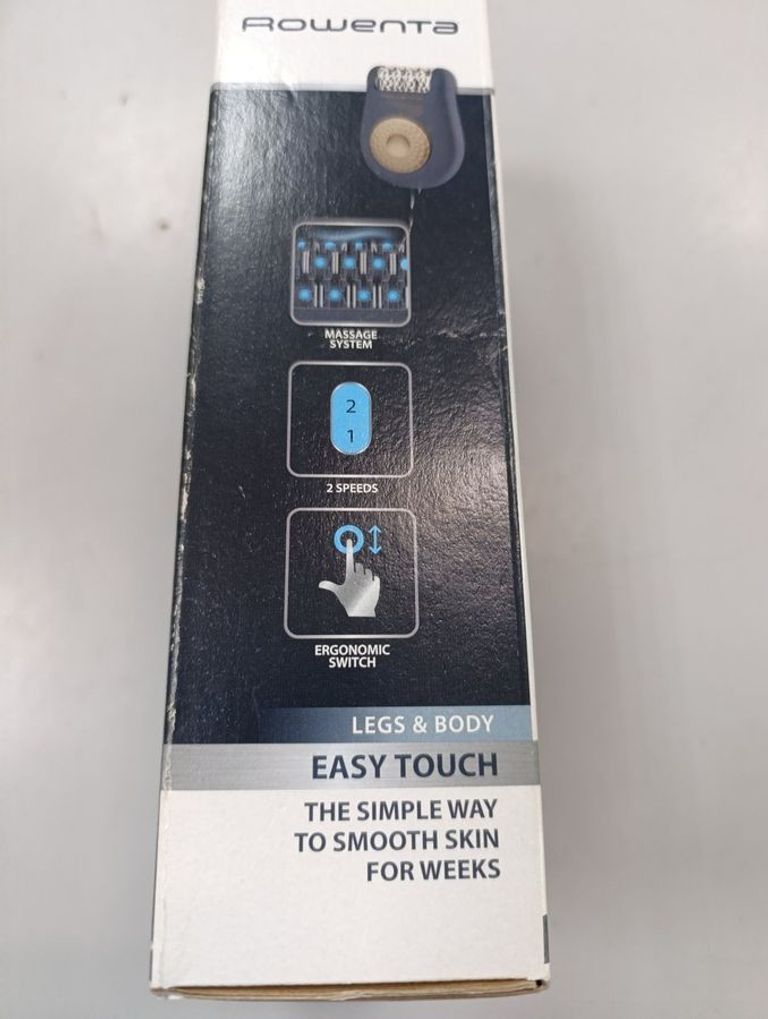 Rowenta
MASSAGE
SYSTEM
2
1
2 SPEEDS
ERGONOMIC
SWITCH
LEGS & BODY
EASY TOUCH
THE SIMPLE WAY
TO SMOOTH SKIN
FOR WEEKS